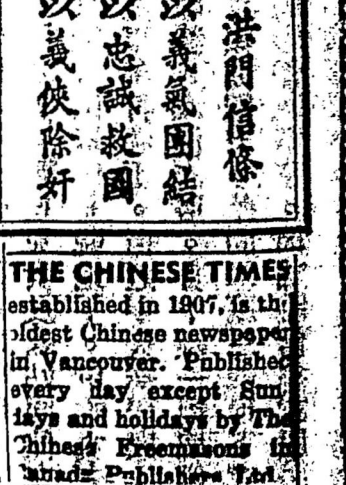 洪門信條
以義氣團結
以忠誠救國
以義俠除奸
THE CHINESE TIMES
established in 1907, is the
oldest Chinese newspaper
in Vancouver. Published
every day except Sun-
days and holidays by The
Chinese Freemasons in
Canada Publishers Ltd.